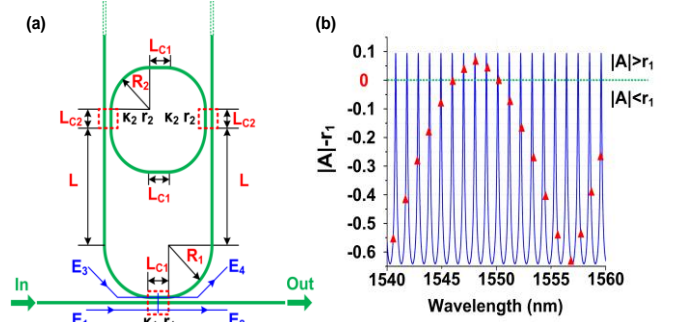 (a)
L_C1
R_2
L_C2
κ_2 r_2
κ_2 r_2
L_C2
L_C1
L
L
R_1
L_C1
E_3
E_4
In
Out
(b)
|A|-r_1
0.1
0
-0.1
-0.2
-0.3
-0.4
-0.5
-0.6
|A|>r_1
|A|<r_1
1540
1545
1550
1555
1560
Wavelength (nm)